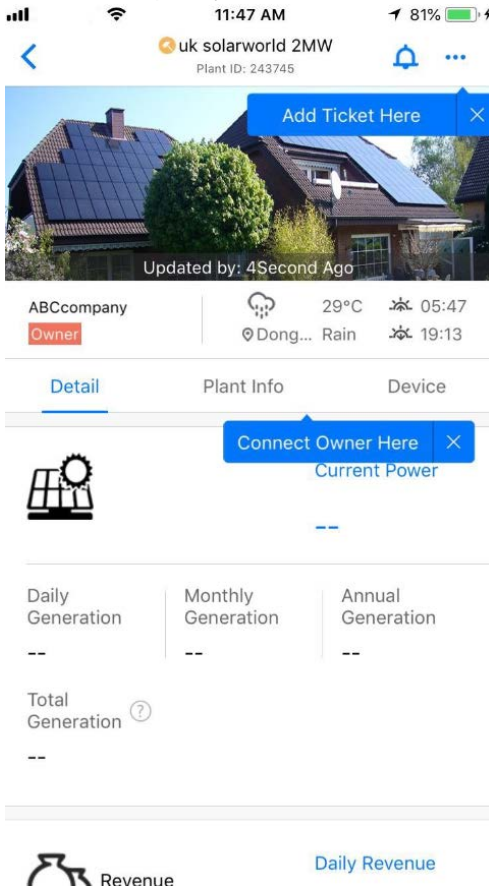 11:47 AM
81%
uk solarworld 2MW
Plant ID: 243745
Add Ticket Here
Updated by: 4Second Ago
ABCcompany
29°C
05:47
Owner
Dong... Rain
19:13
Detail
Plant Info
Device
Connect Owner Here
Current Power
--
Daily Generation
Monthly Generation
Annual Generation
--
--
--
Total Generation ?
--
Revenue
Daily Revenue